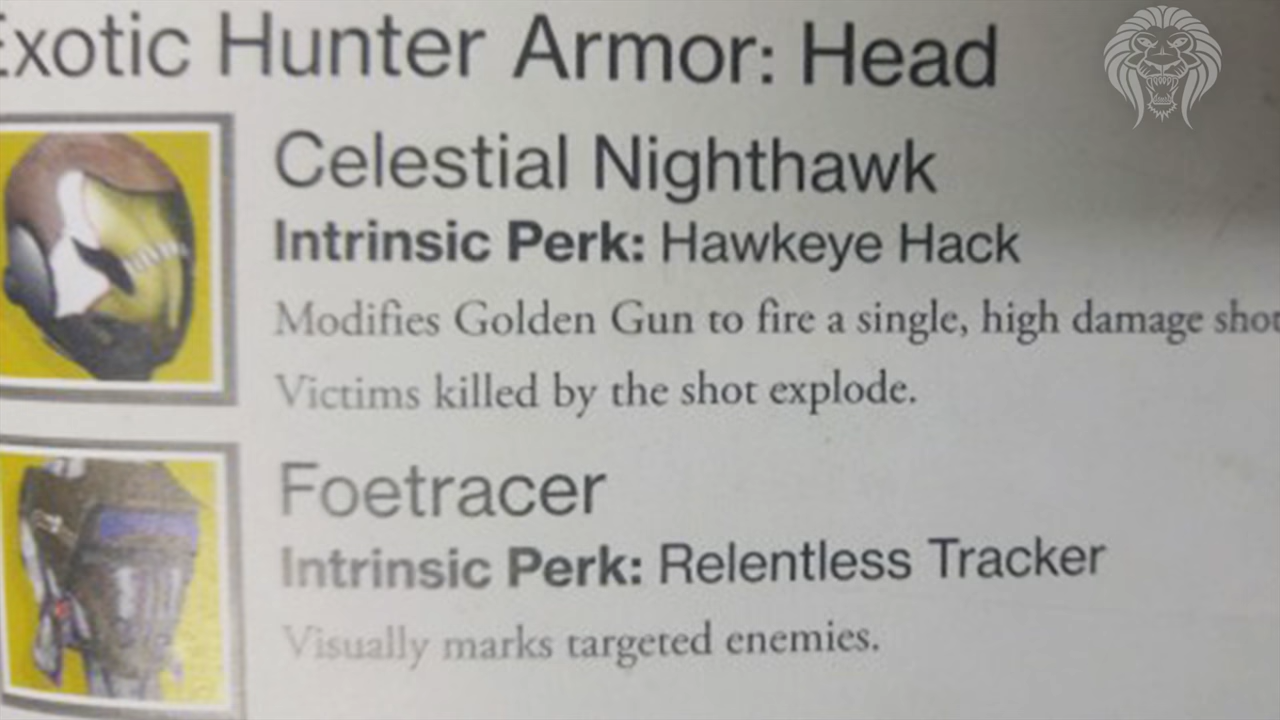 Exotic Hunter Armor: Head
Celestial Nighthawk
Intrinsic Perk: Hawkeye Hack
Modifies Golden Gun to fire a single, high damage shot
Victims killed by the shot explode.
Foetracer
Intrinsic Perk: Relentless Tracker
Visually marks targeted enemies.